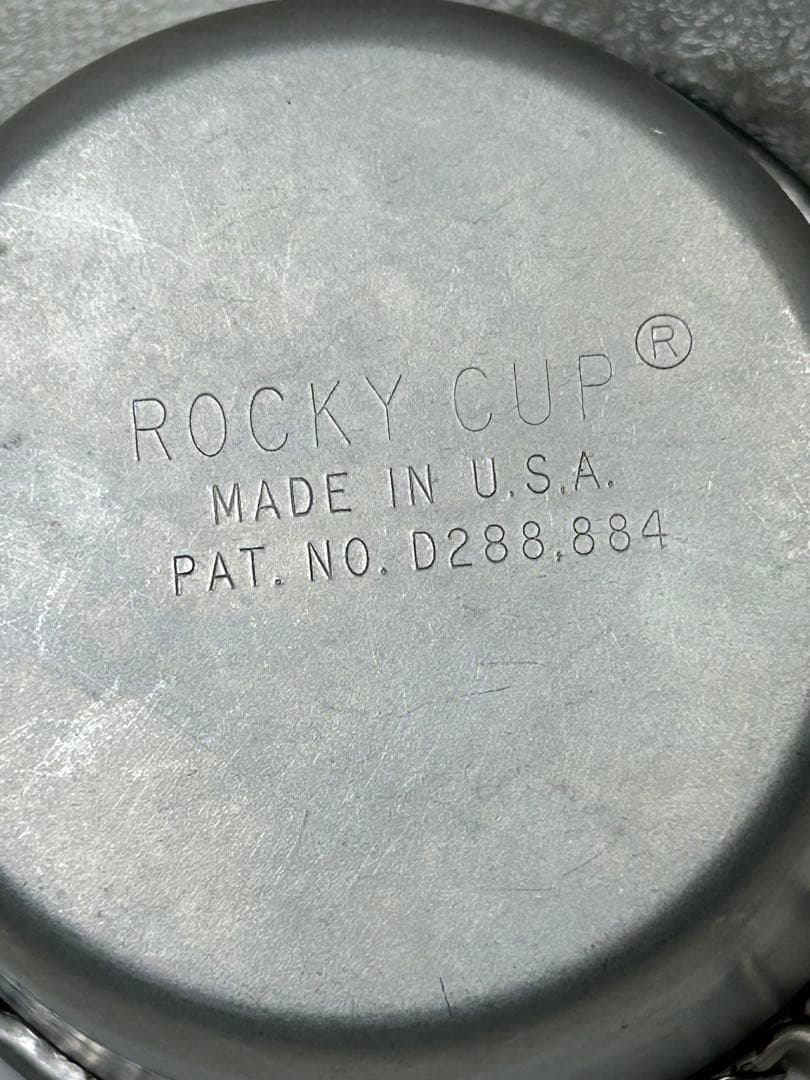 ROCKY CUP®
MADE IN U.S.A.
PAT. NO. D288,884